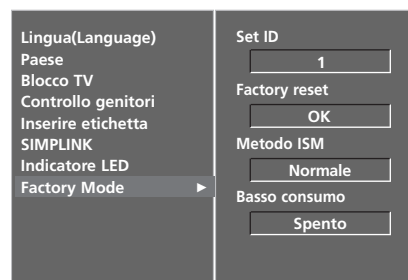 Lingua(Language)
Paese
Blocco TV
Controllo genitori
Inserire etichetta
SIMPLINK
Indicatore LED
Factory Mode ►
Set ID
1
Factory reset
OK
Metodo ISM
Normale
Basso consumo
Spento